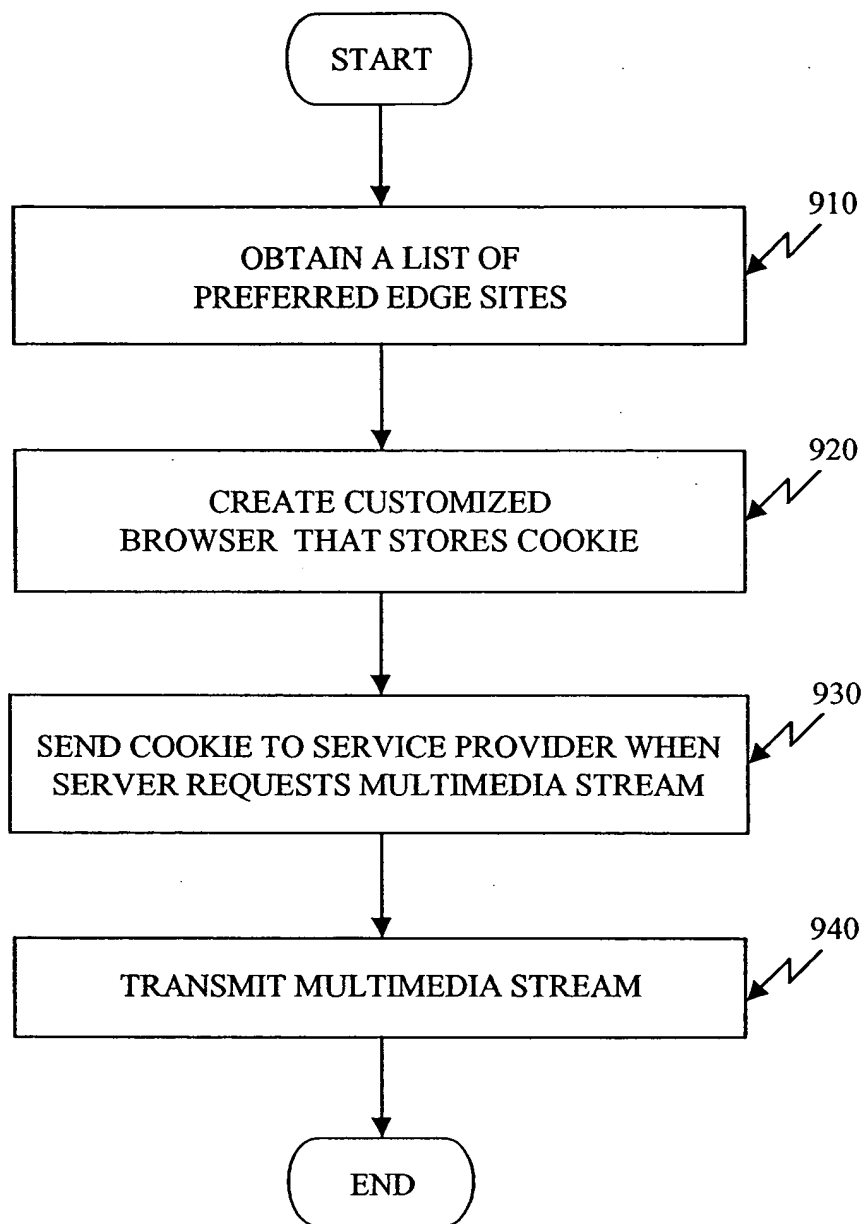 START
910
OBTAIN A LIST OF
PREFERRED EDGE SITES
920
CREATE CUSTOMIZED
BROWSER THAT STORES COOKIE
930
SEND COOKIE TO SERVICE PROVIDER WHEN
SERVER REQUESTS MULTIMEDIA STREAM
940
TRANSMIT MULTIMEDIA STREAM
END